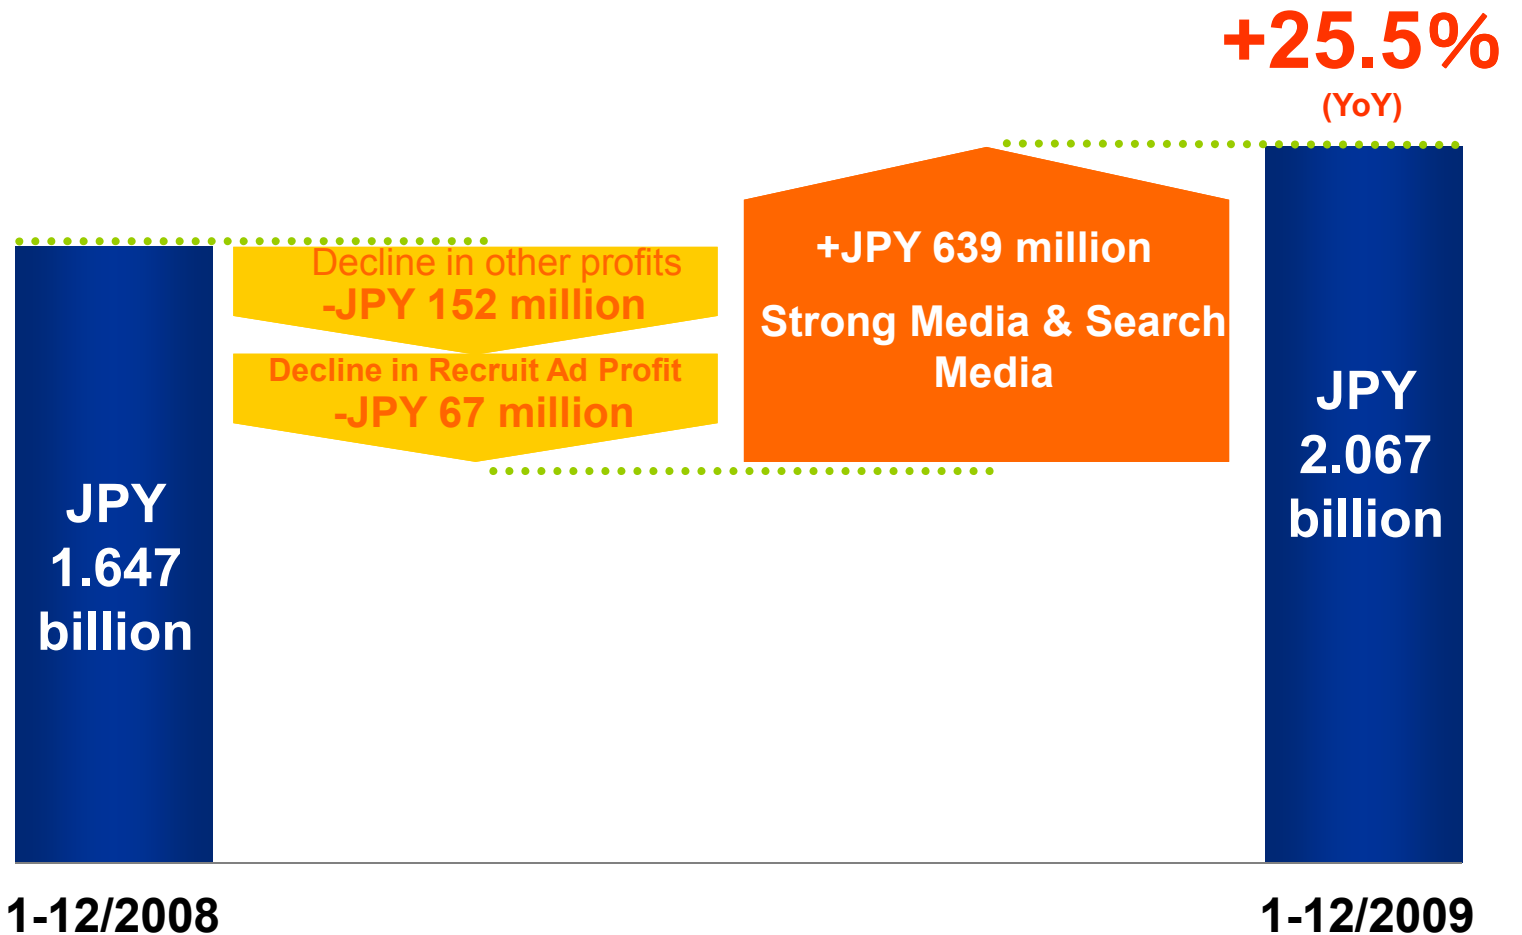 +25.5%
(YoY)
Decline in other profits
-JPY 152 million
Decline in Recruit Ad Profit
-JPY 67 million
+JPY 639 million
Strong Media & Search
Media
JPY
1.647
billion
JPY
2.067
billion
1-12/2008
1-12/2009